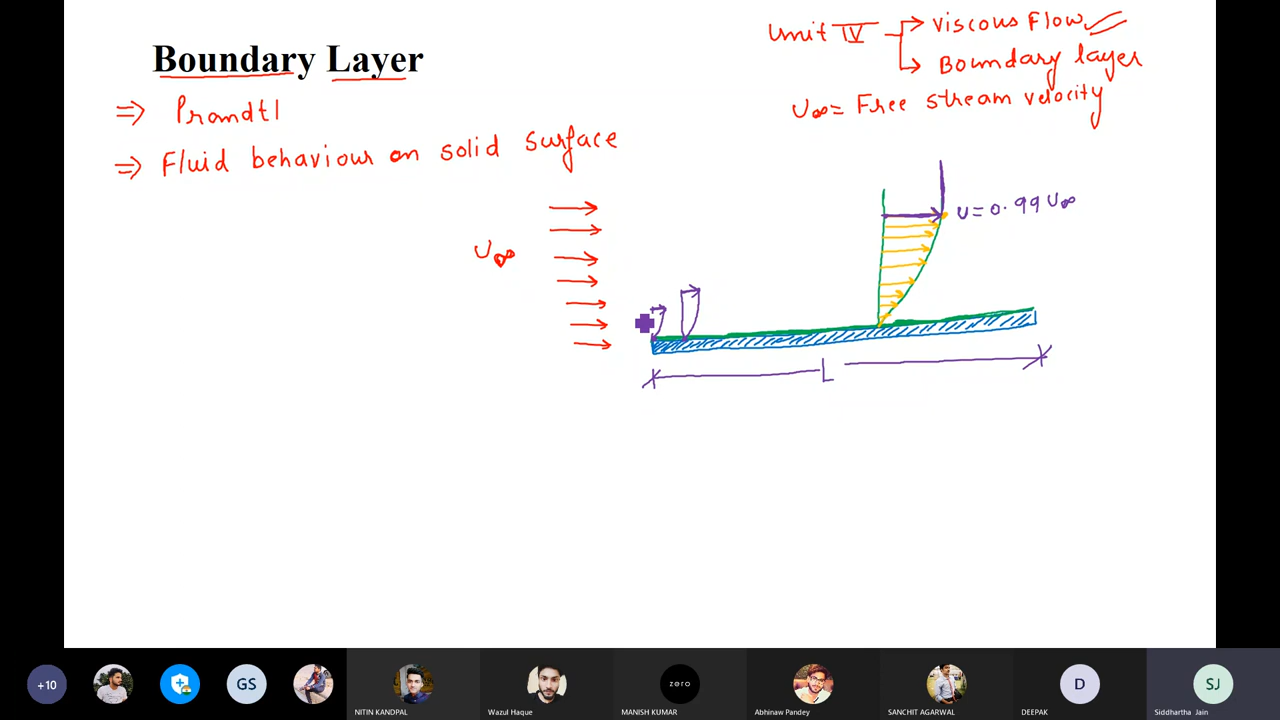 Boundary Layer
Unit IV → Viscous Flow
→ Boundary layer
⇒ Prandtl
U∞ = Free stream velocity
⇒ Fluid behaviour on solid surface
U∞
u = 0.99 U∞
L
+10
GS
NITIN KANDPAL
Wazul Haque
zero
MANISH KUMAR
Abhinaw Pandey
SANCHIT AGARWAL
D
DEEPAK
SJ
Siddhartha Jain